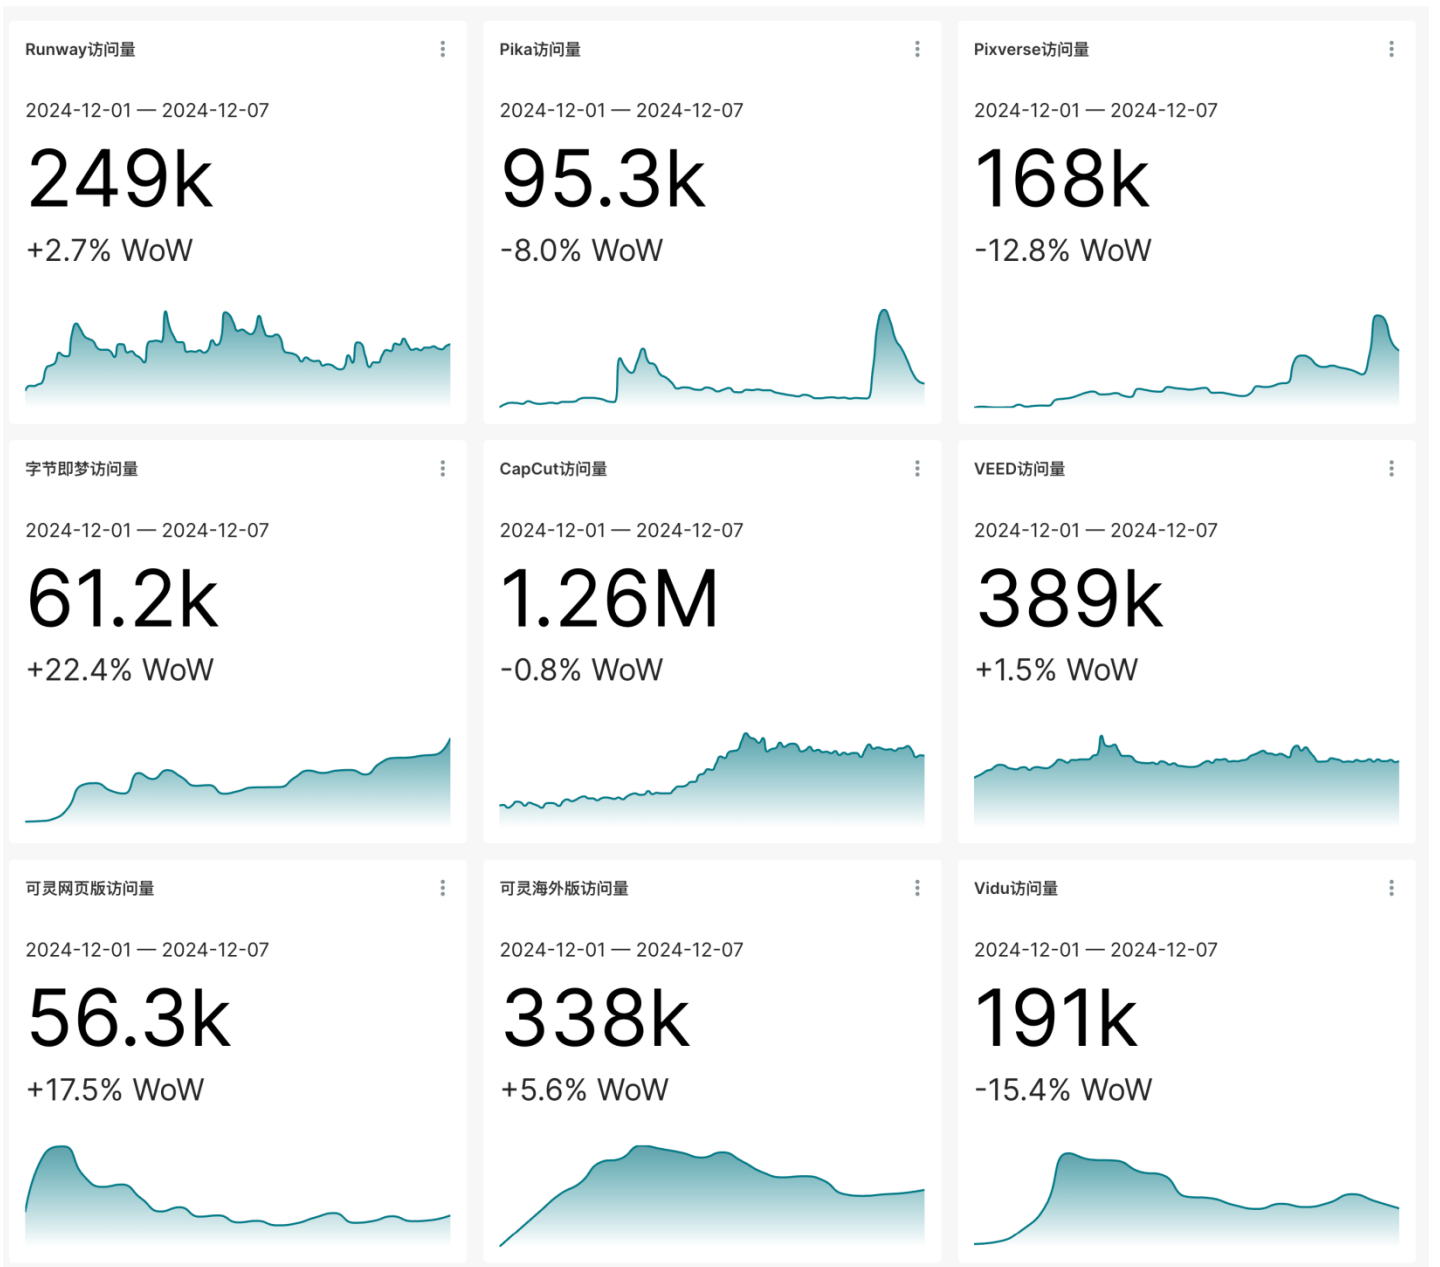 Runway访问量
2024-12-01 — 2024-12-07
249k
+2.7% WoW
Pika访问量
2024-12-01 — 2024-12-07
95.3k
-8.0% WoW
Pixverse访问量
2024-12-01 — 2024-12-07
168k
-12.8% WoW
字节即梦访问量
2024-12-01 — 2024-12-07
61.2k
+22.4% WoW
CapCut访问量
2024-12-01 — 2024-12-07
1.26M
-0.8% WoW
VEED访问量
2024-12-01 — 2024-12-07
389k
+1.5% WoW
可灵网页版访问量
2024-12-01 — 2024-12-07
56.3k
+17.5% WoW
可灵海外版访问量
2024-12-01 — 2024-12-07
338k
+5.6% WoW
Vidu访问量
2024-12-01 — 2024-12-07
191k
-15.4% WoW